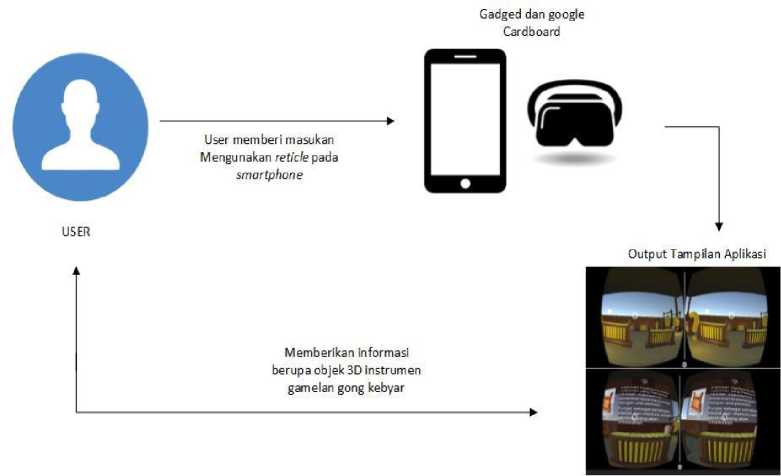 Gadged dan google
Cardboard
User memberi masukan
Mengunakan reticle pada
smartphone
USER
Output Tampilan Aplikasi
Memberikan informasi
berupa objek 3D instrumen
gamelan gong kebyar